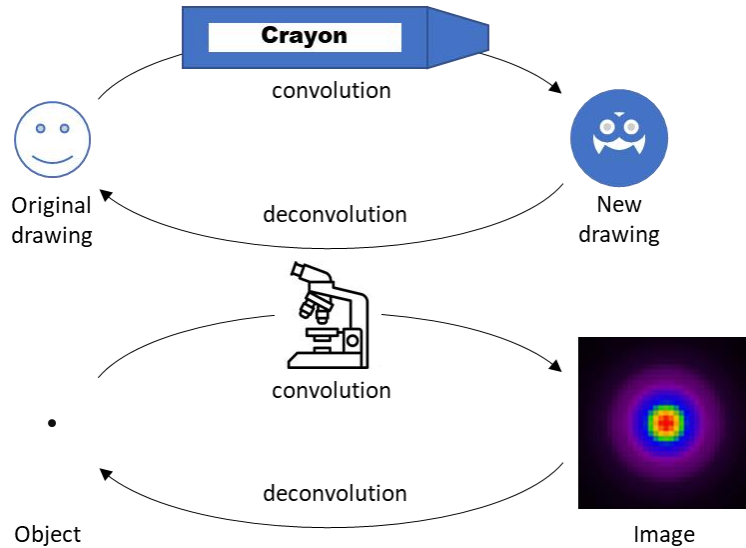 Crayon
convolution
Original
drawing
deconvolution
New
drawing
convolution
deconvolution
Object
Image